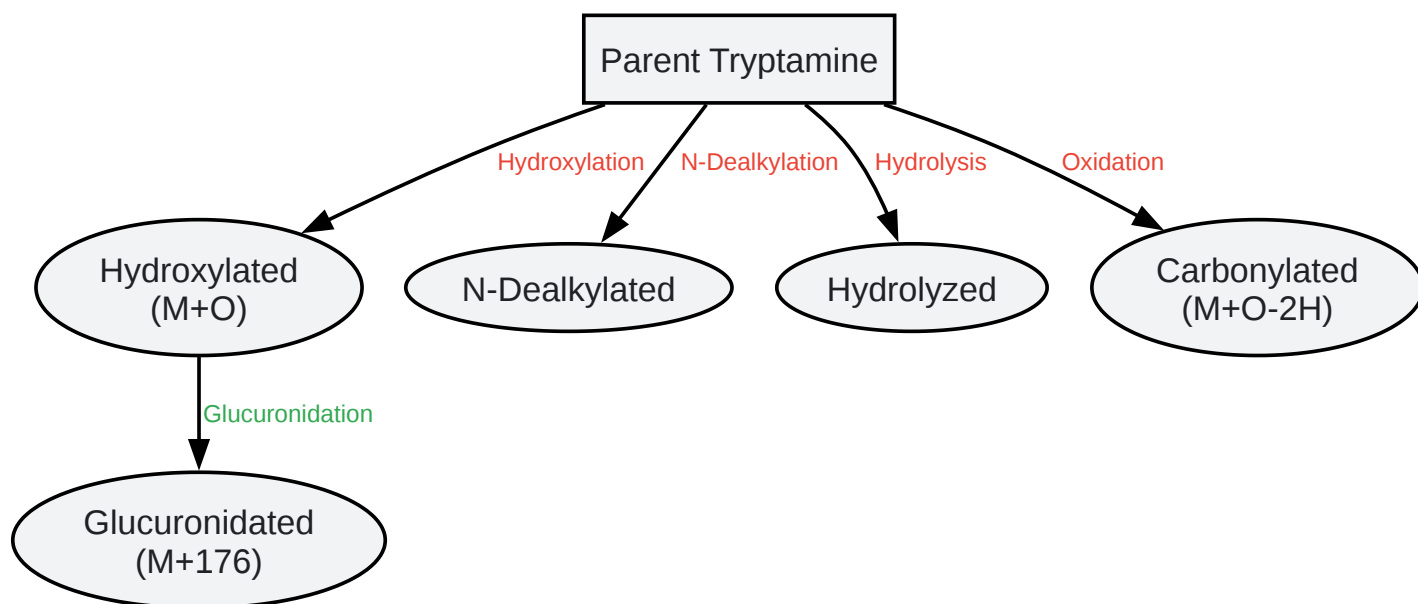 Parent Tryptamine
Hydroxylation
N-Dealkylation
Hydrolysis
Oxidation
Hydroxylated
(M+O)
N-Dealkylated
Hydrolyzed
Carbonylated
(M+O-2H)
Glucuronidation
Glucuronidated
(M+176)